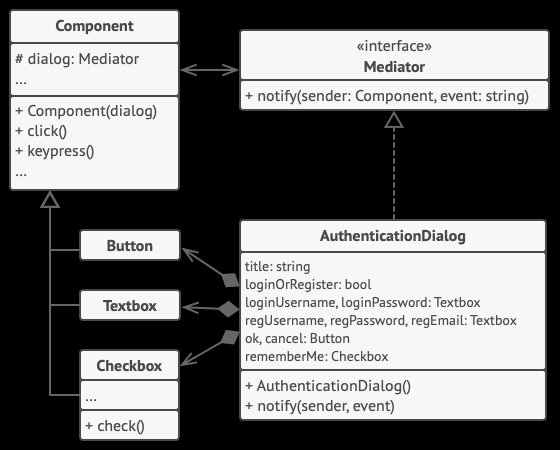 Component
# dialog: Mediator
...
+ Component(dialog)
+ click()
+ keypress()
...
«interface»
Mediator
+ notify(sender: Component, event: string)
Button
Textbox
Checkbox
...
+ check()
AuthenticationDialog
title: string
loginOrRegister: bool
loginUsername, loginPassword: Textbox
regUsername, regPassword, regEmail: Textbox
ok, cancel: Button
rememberMe: Checkbox
+ AuthenticationDialog()
+ notify(sender, event)